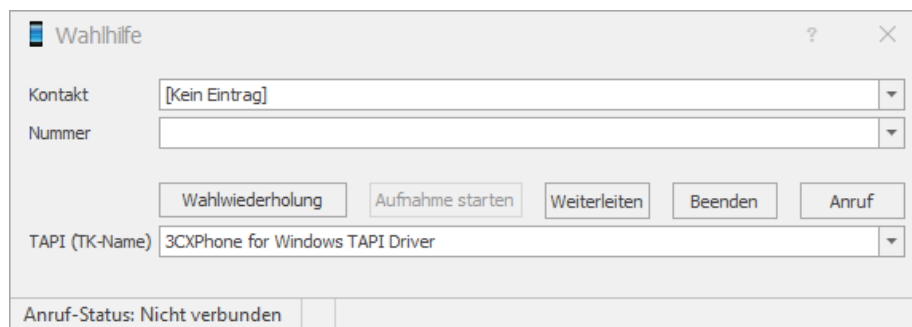 Wahlhilfe ? ×
Kontakt [Kein Eintrag]
Nummer
Wahlwiederholung Aufnahme starten Weiterleiten Beenden Anruf
TAPI (TK-Name) 3CXPhone for Windows TAPI Driver
Anruf-Status: Nicht verbunden